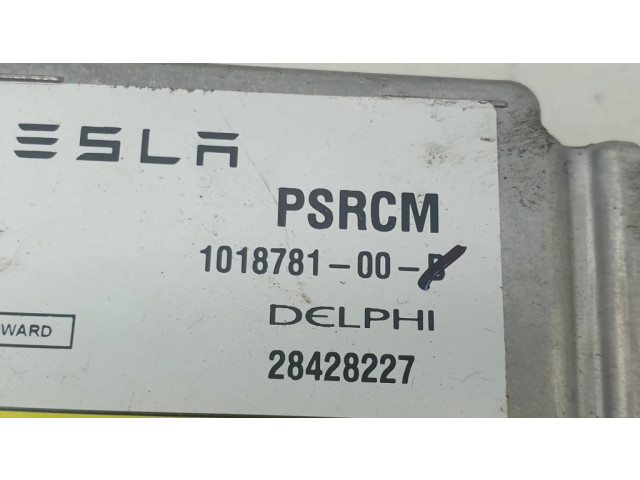 ESLA
PSRCM
1018781-00-B
DELPHI
WARD
28428227